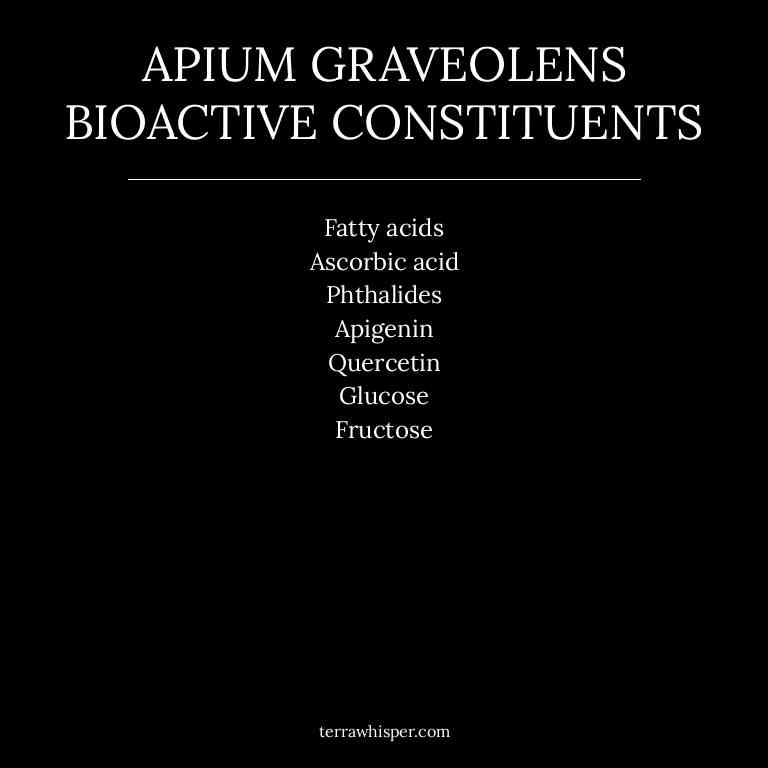 APIUM GRAVEOLENS
BIOACTIVE CONSTITUENTS
Fatty acids
Ascorbic acid
Phthalides
Apigenin
Quercetin
Glucose
Fructose
terrawhisper.com